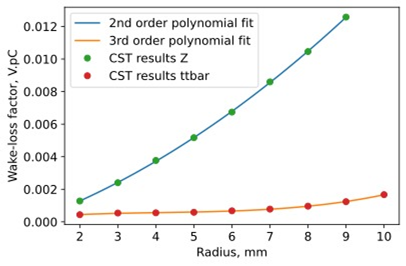 2nd order polynomial fit
3rd order polynomial fit
CST results Z
CST results ttbar
Wake-loss factor, V.pC
0.012
0.010
0.008
0.006
0.004
0.002
0.000
2 3 4 5 6 7 8 9 10
Radius, mm